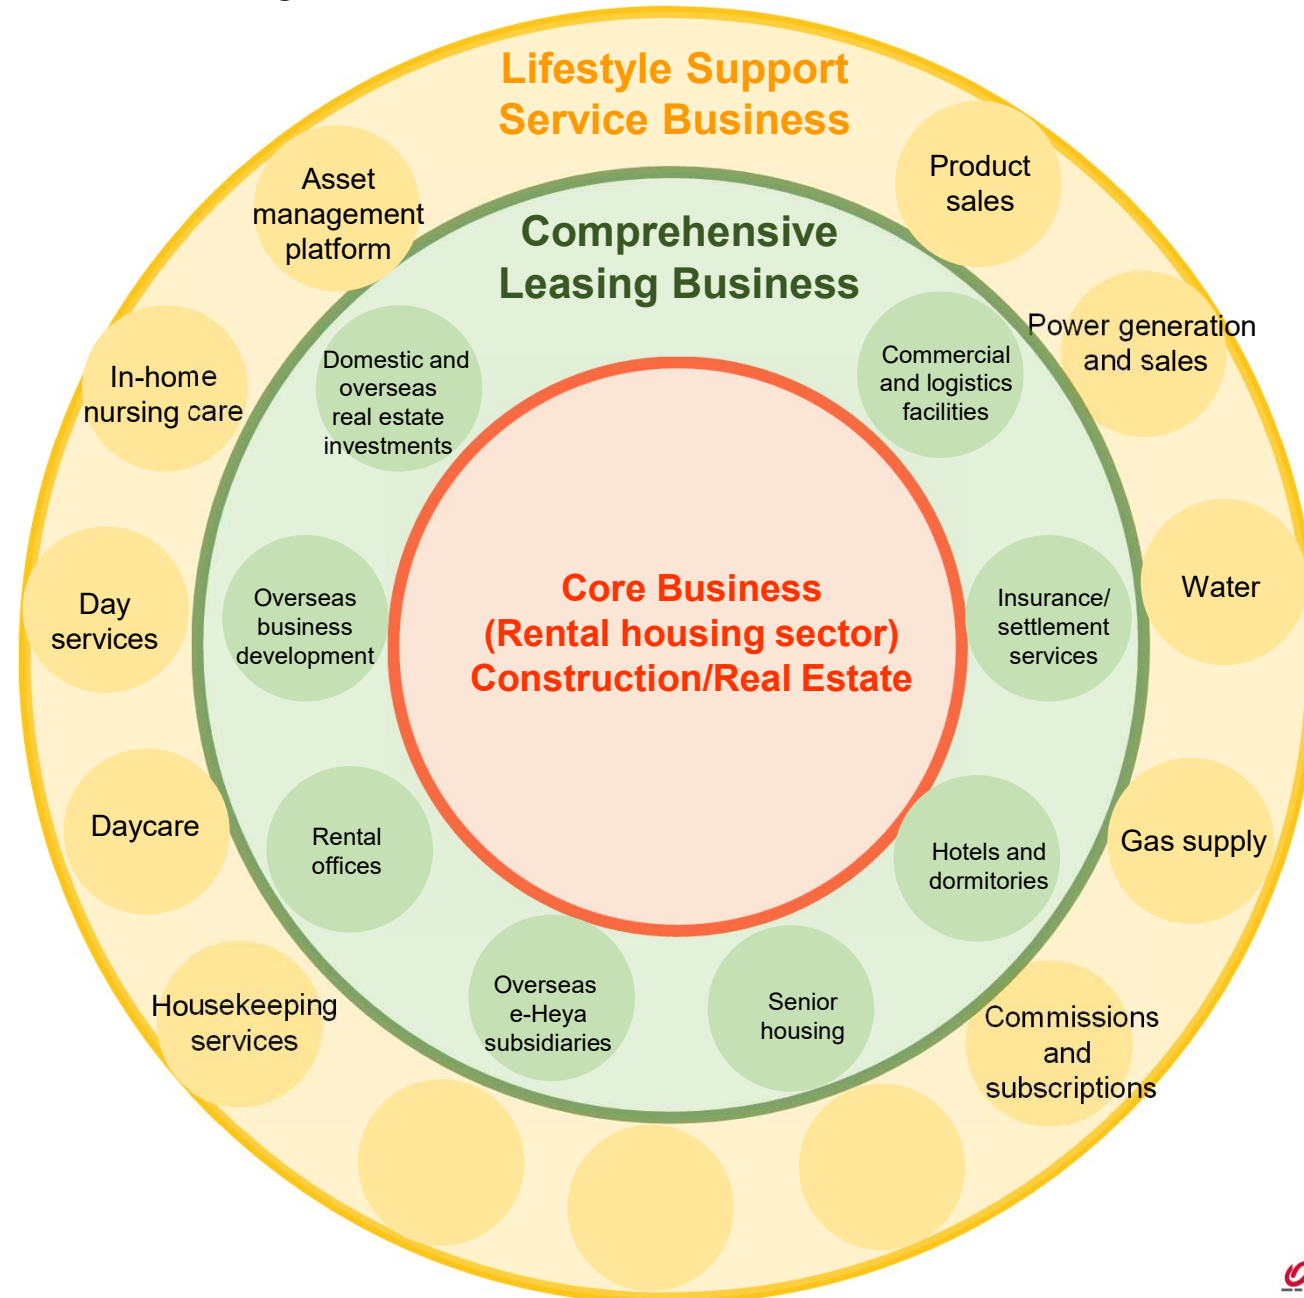 Lifestyle Support
Service Business
Asset
management
platform
Product
sales
Comprehensive
Leasing Business
Power generation
and sales
In-home
nursing care
Domestic and
overseas
real estate
investments
Commercial
and logistics
facilities
Day
services
Overseas
business
development
Core Business
(Rental housing sector)
Construction/Real Estate
Insurance/
settlement
services
Water
Daycare
Rental
offices
Hotels and
dormitories
Gas supply
Housekeeping
services
Overseas
e-Heya
subsidiaries
Senior
housing
Commissions
and
subscriptions